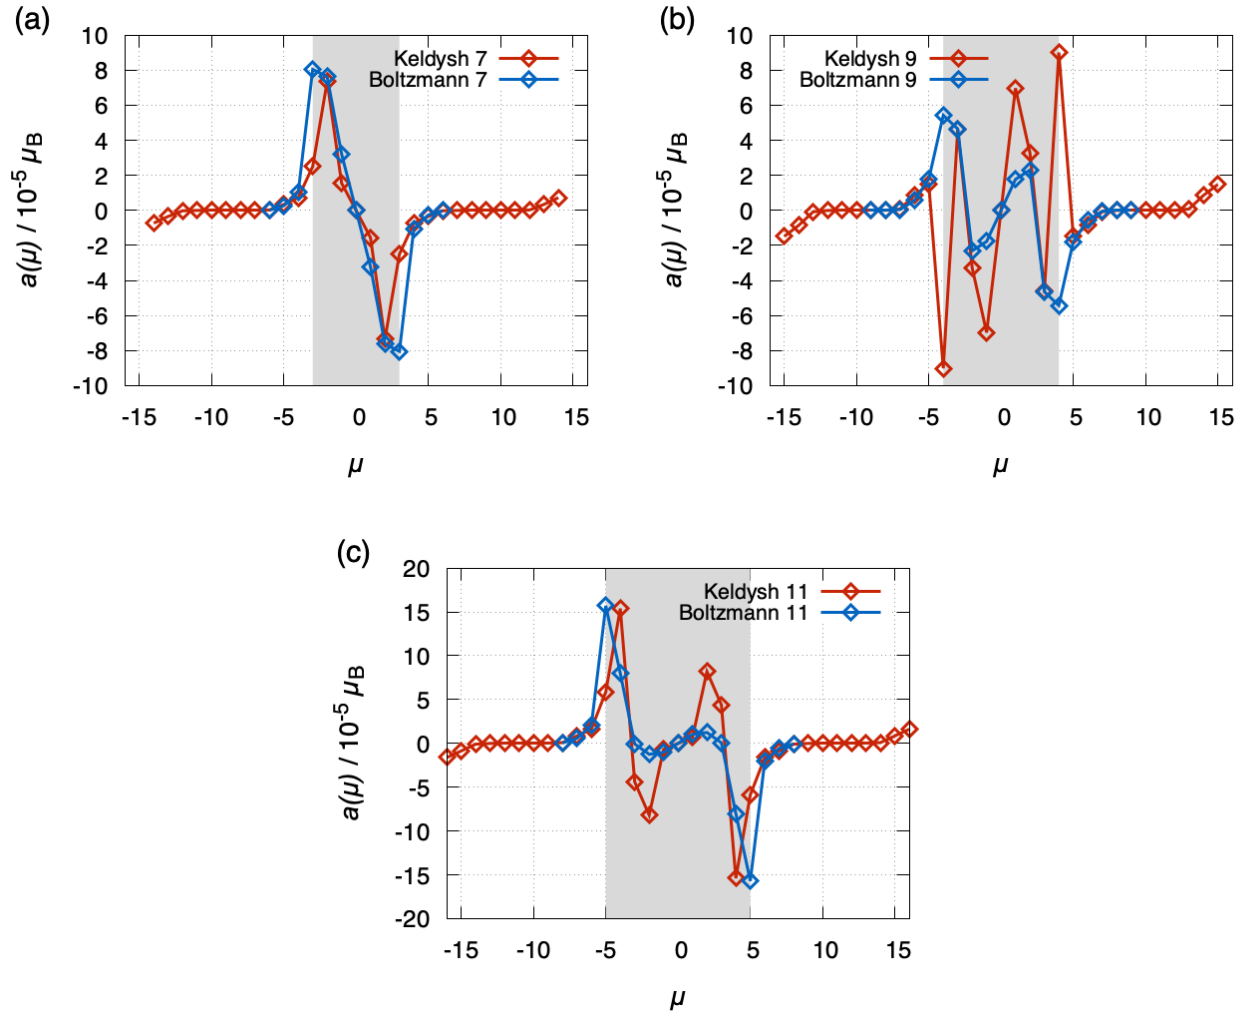 (a)
10
8
6
4
2
0
-2
-4
-6
-8
-10
a(μ) / 10⁻⁵ μB
Keldysh 7
Boltzmann 7
-15 -10 -5 0 5 10 15
μ
(b)
10
8
6
4
2
0
-2
-4
-6
-8
-10
a(μ) / 10⁻⁵ μB
Keldysh 9
Boltzmann 9
-15 -10 -5 0 5 10 15
μ
(c)
20
15
10
5
0
-5
-10
-15
-20
a(μ) / 10⁻⁵ μB
Keldysh 11
Boltzmann 11
-15 -10 -5 0 5 10 15
μ